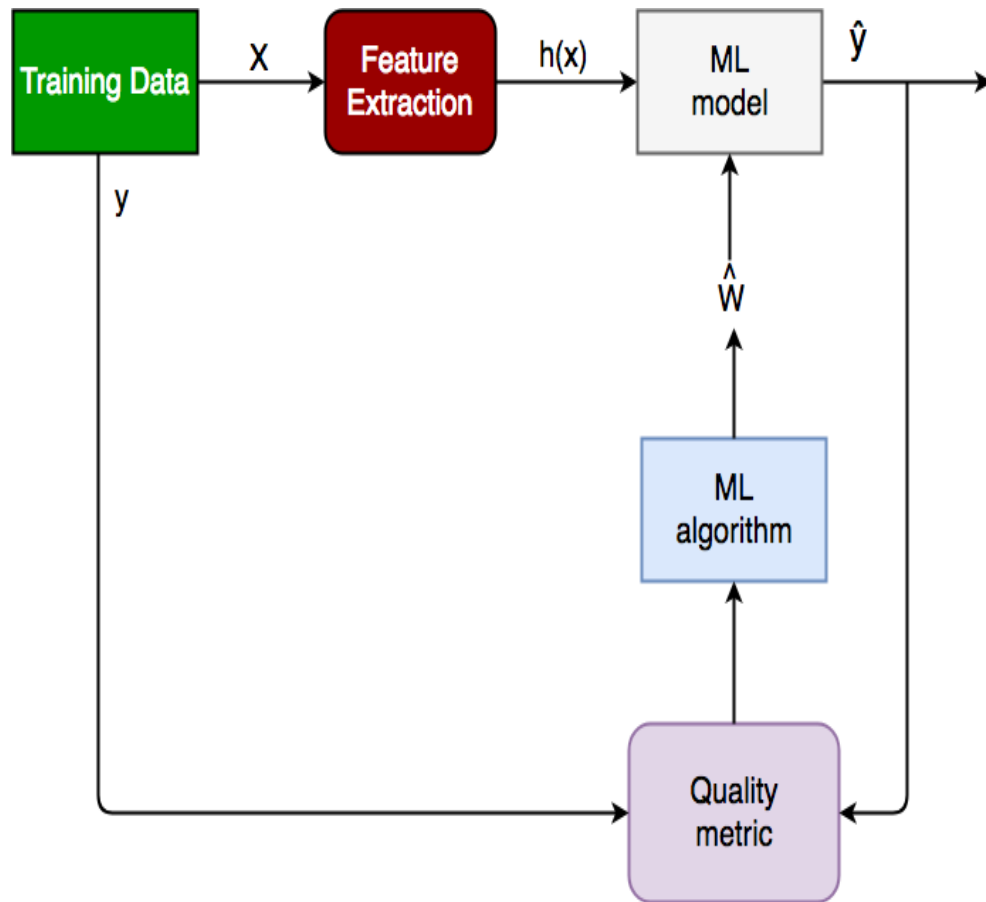 Training Data
X
Feature
Extraction
h(x)
ML
model
ŷ
y
ŵ
ML
algorithm
Quality
metric